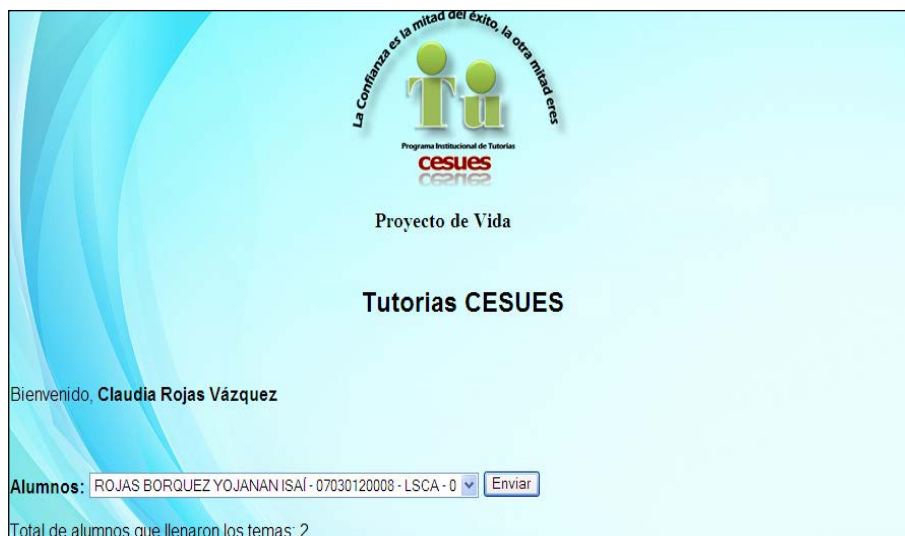 La Confianza es la mitad del éxito, la otra mitad eres
Tu
Programa Institucional de Tutorias
cesues
Proyecto de Vida
Tutorias CESUES
Bienvenido, Claudia Rojas Vázquez
Alumnos: ROJAS BORQUEZ YOJANAN ISAÍ - 07030120008 - LSCA - 0 Enviar
Total de alumnos que llenaron los temas: 2